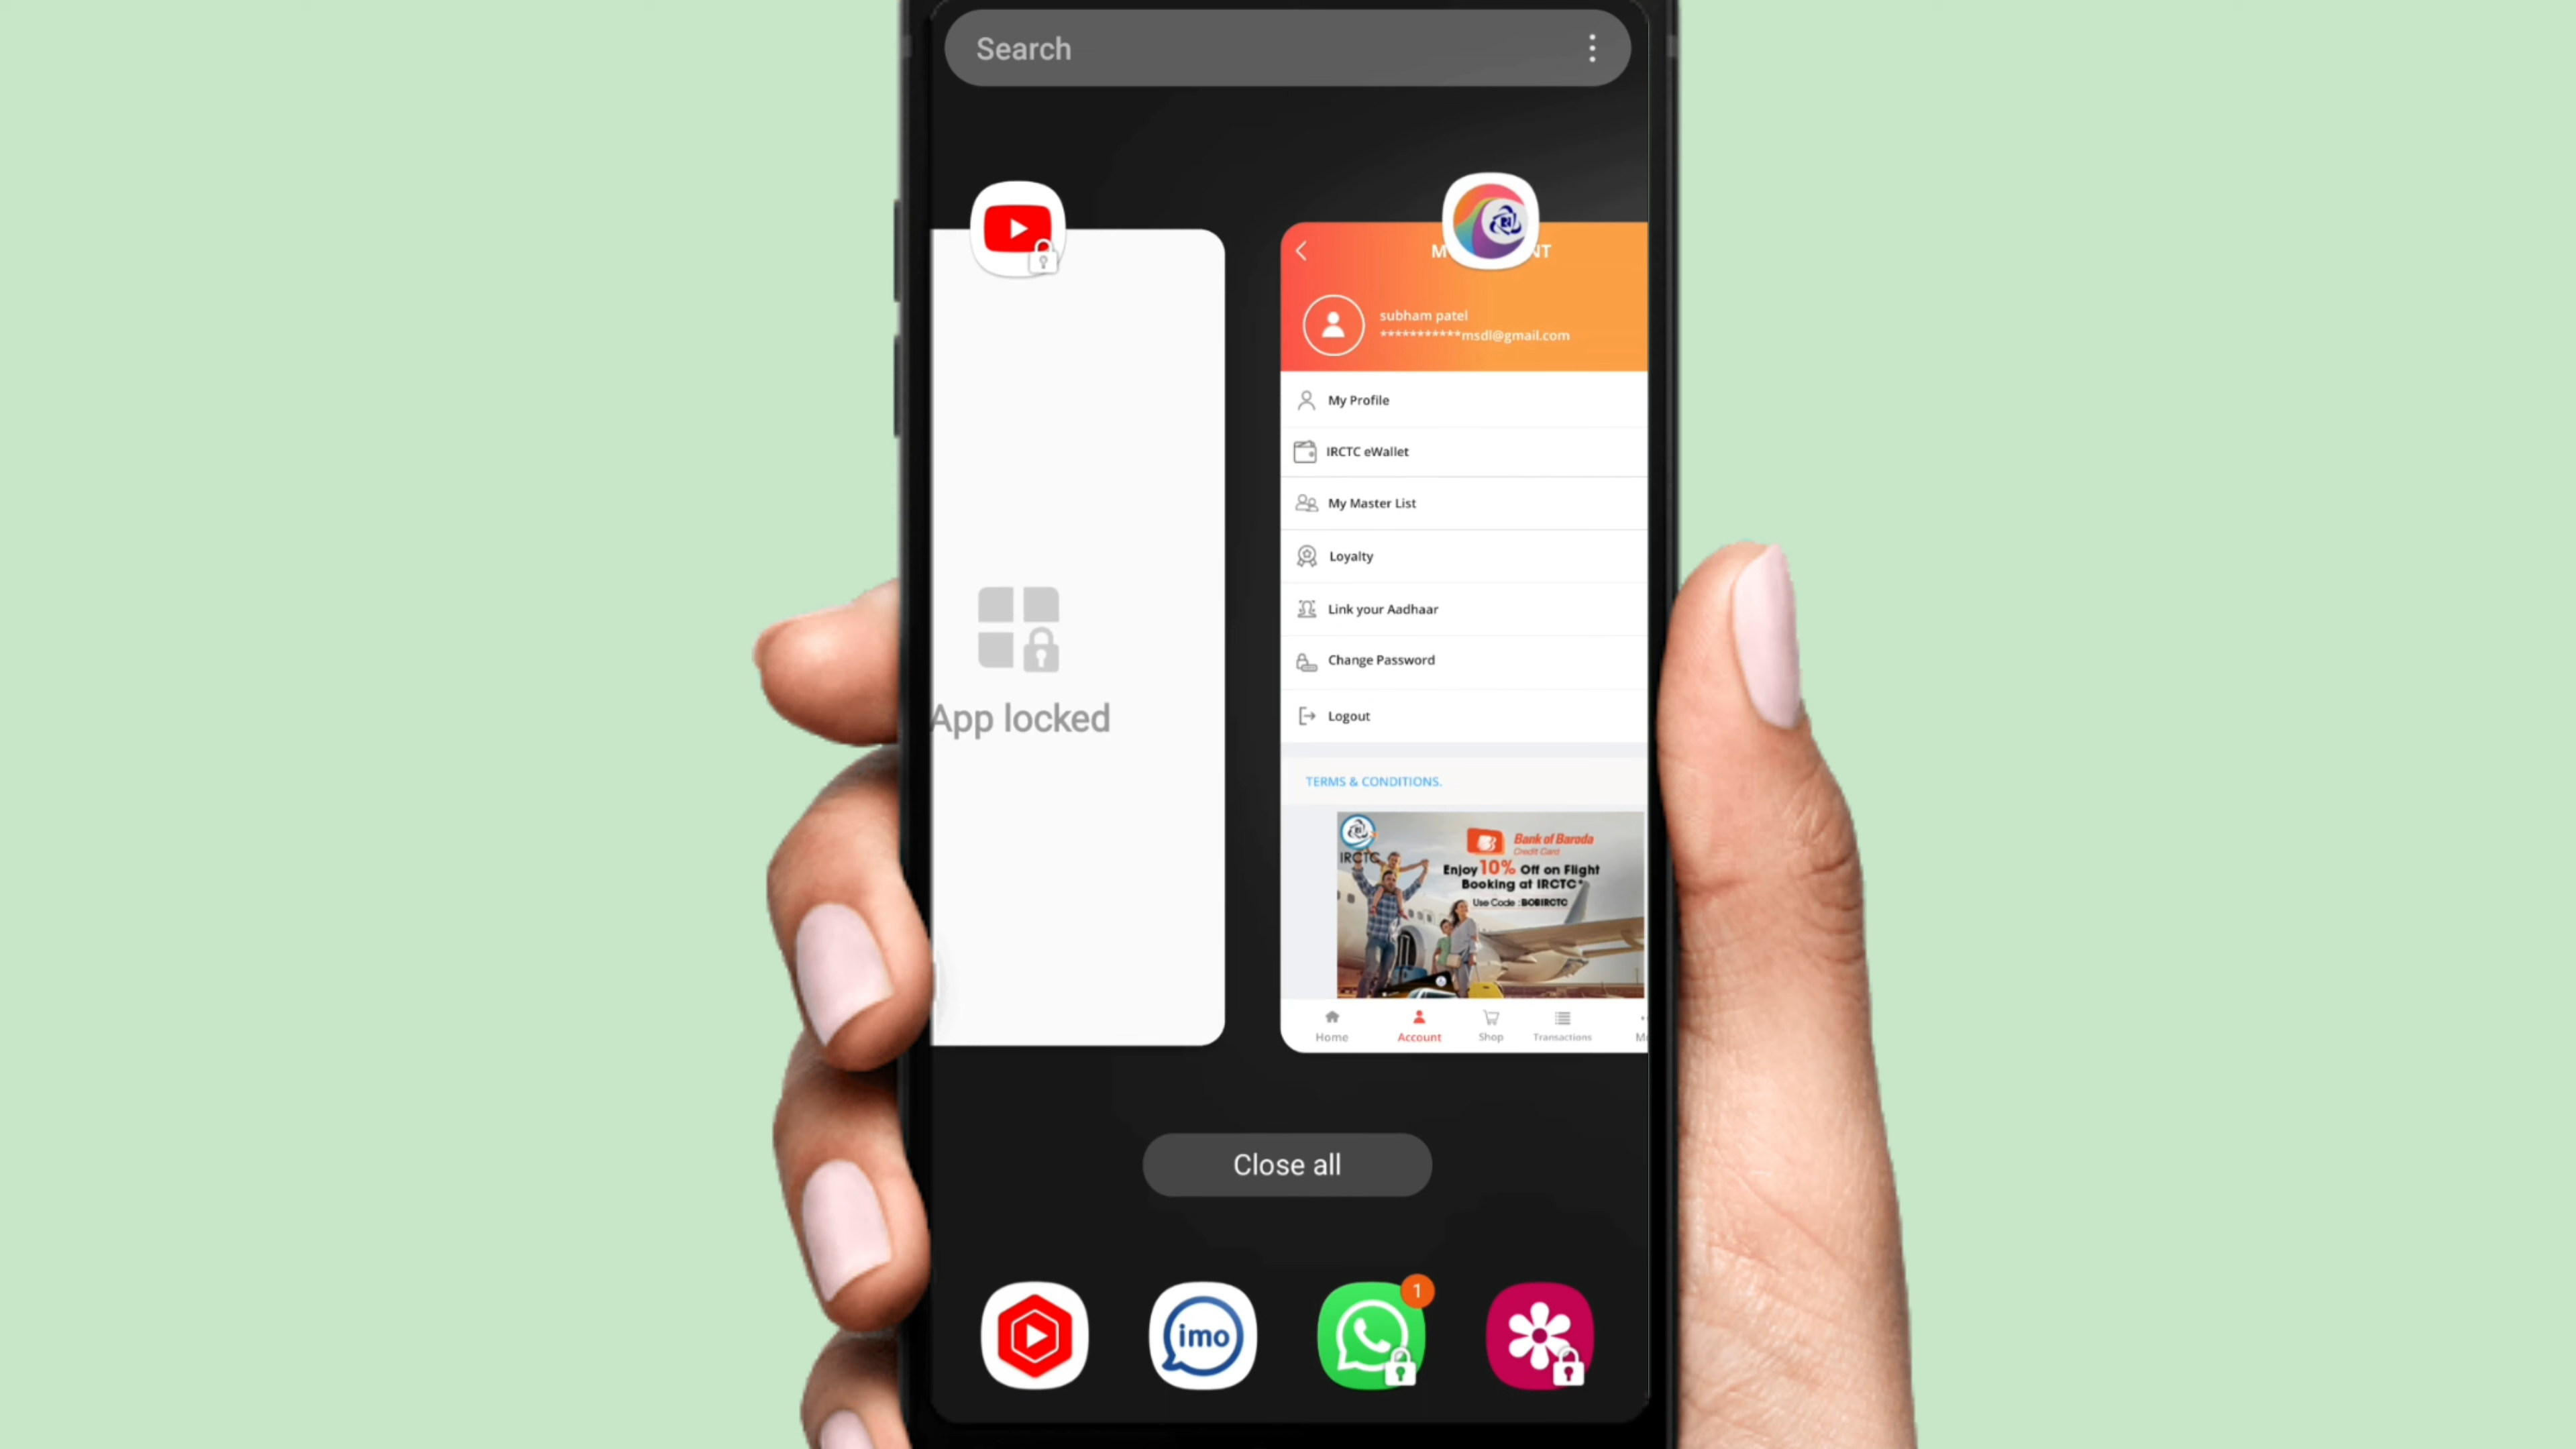 Search
App locked
subham patel
***********msdl@gmail.com
My Profile
IRCTC eWallet
My Master List
Loyalty
Link your Aadhaar
Change Password
Logout
TERMS & CONDITIONS.
IRCTC
Bank of Baroda
Credit Card
Enjoy 10% Off on Flight
Booking at IRCTC*
Use Code : BOBIRCTC
Home
Account
Shop
Transactions
Close all
imo
1